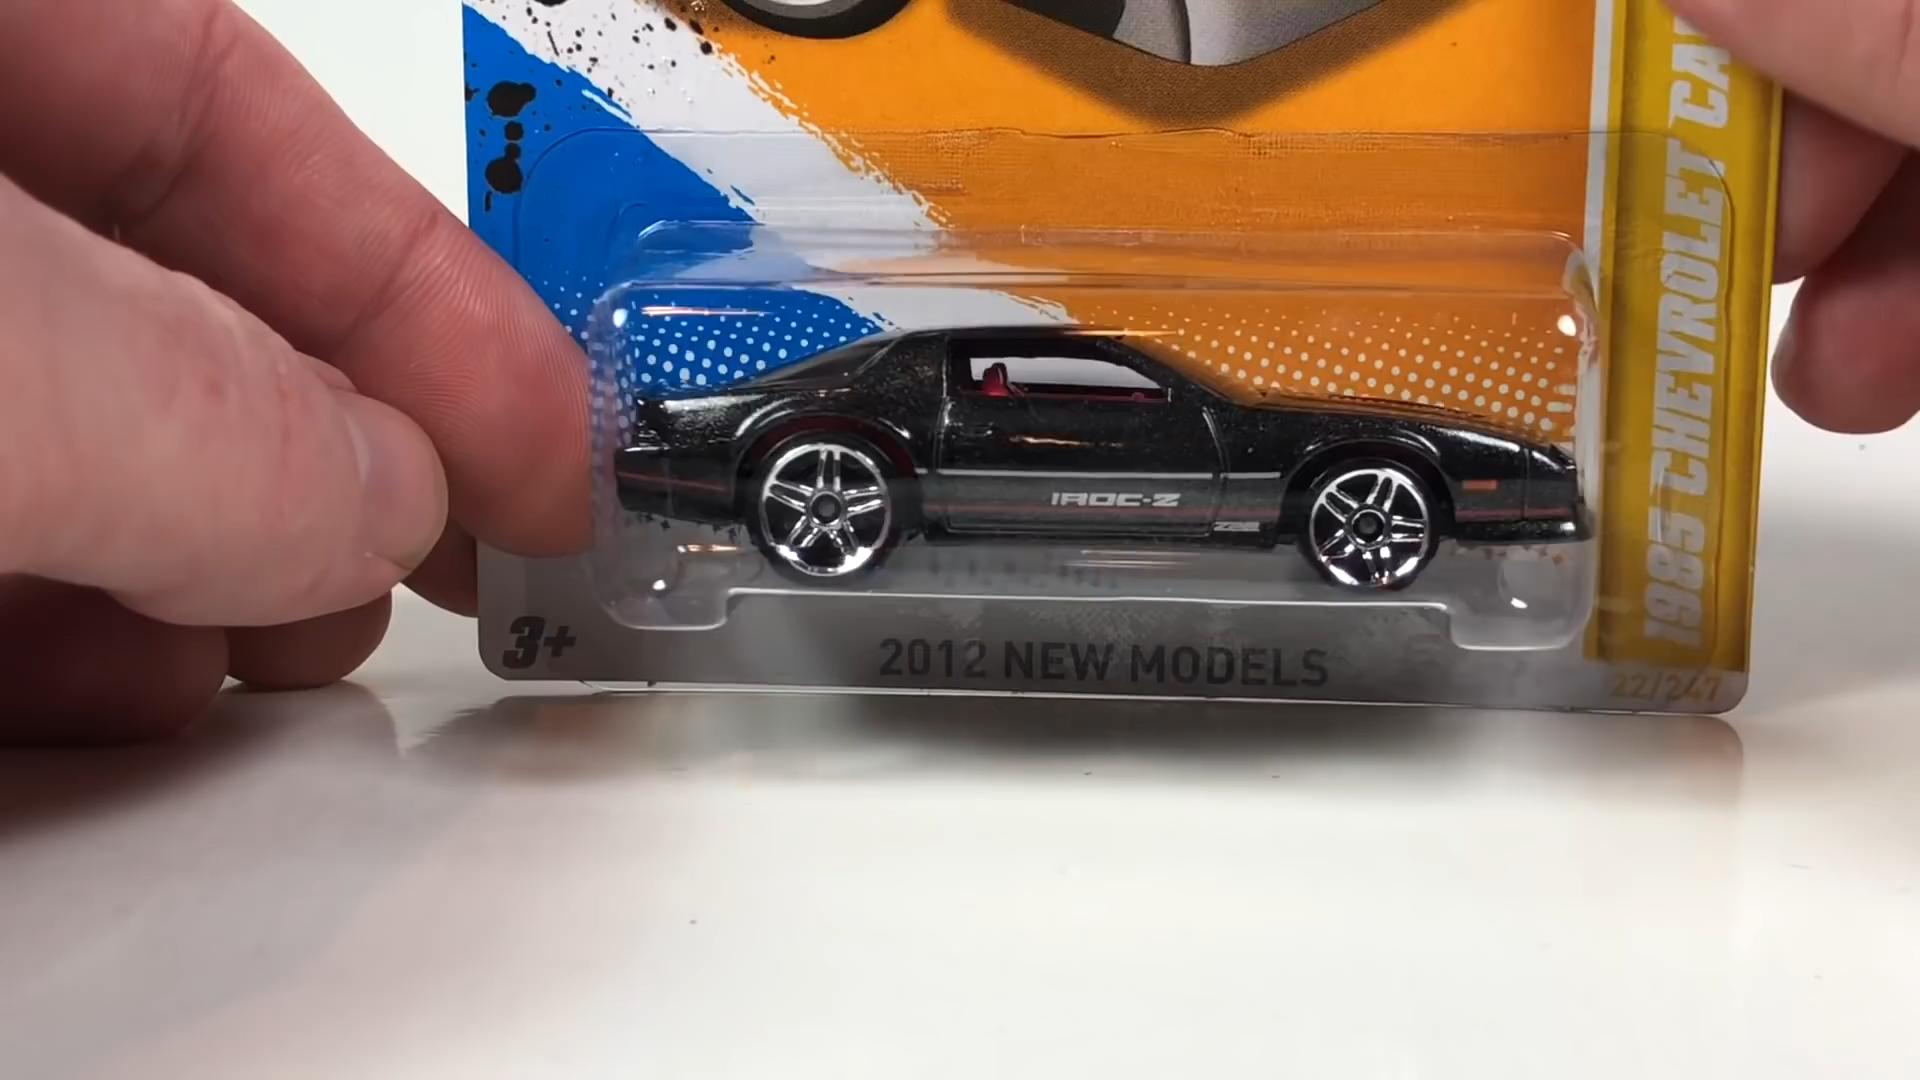 1985 CHEVROLET CA
IROC-Z
Z28
3+
2012 NEW MODELS
22/247